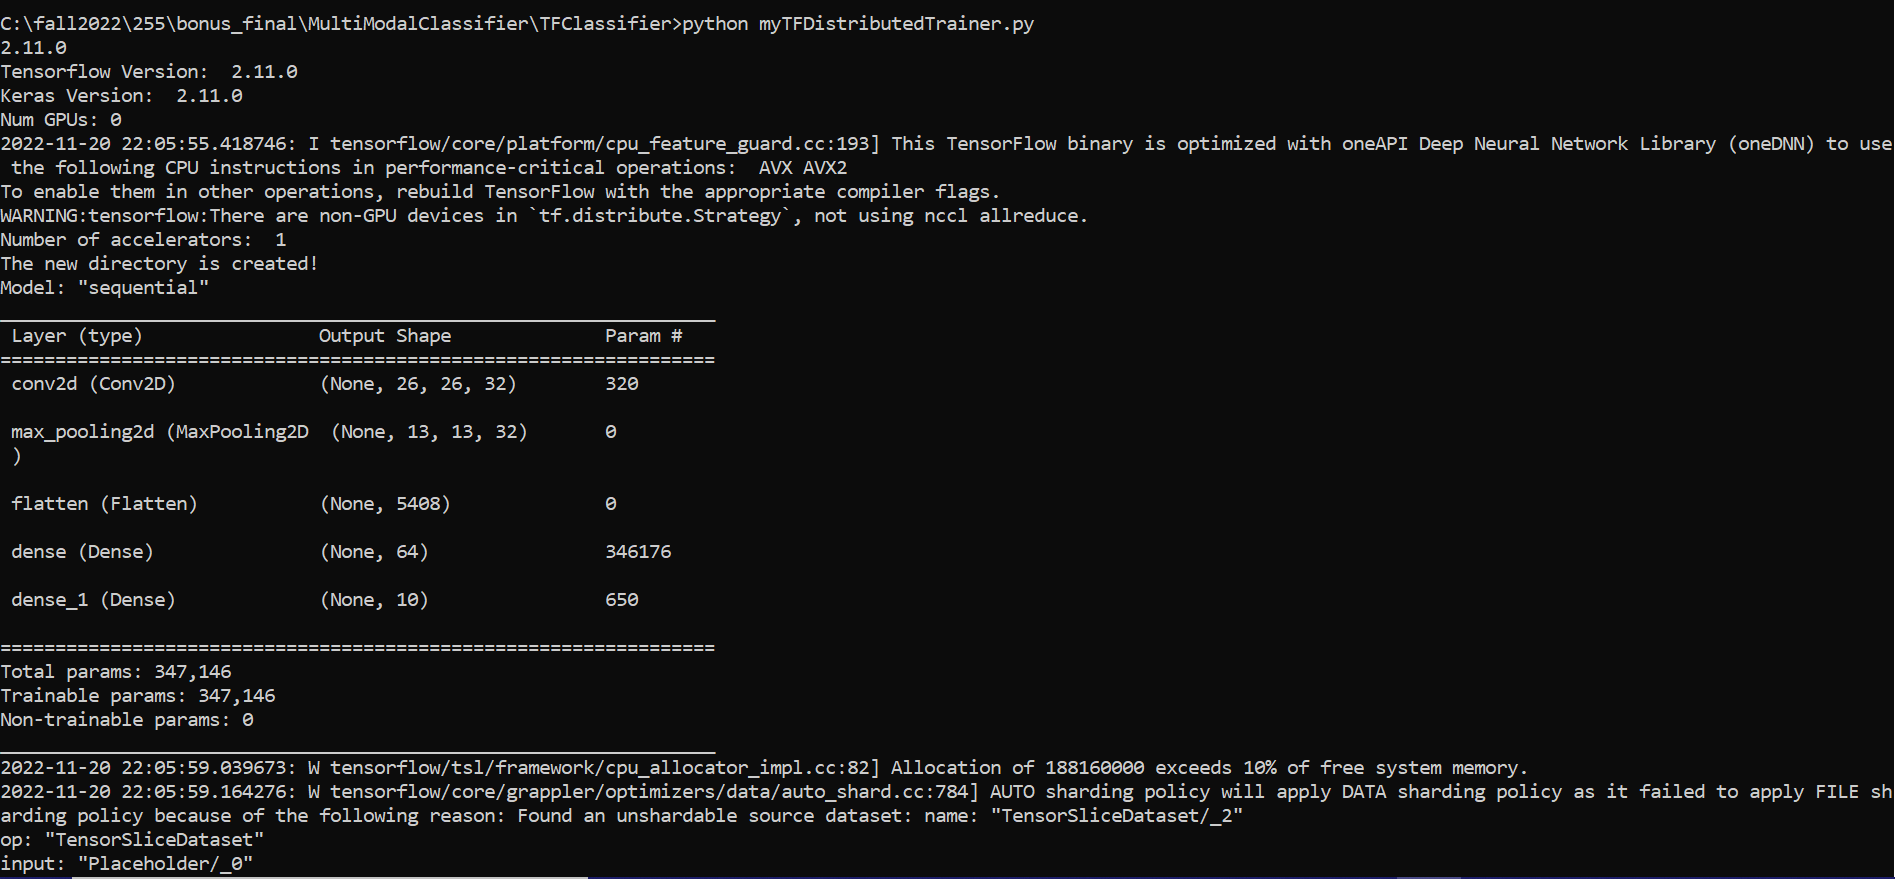 C:\fall2022\255\bonus_final\MultiModalClassifier\TFClassifier>python myTFDistributedTrainer.py
2.11.0
Tensorflow Version:  2.11.0
Keras Version:  2.11.0
Num GPUs: 0
2022-11-20 22:05:55.418746: I tensorflow/core/platform/cpu_feature_guard.cc:193] This TensorFlow binary is optimized with oneAPI Deep Neural Network Library (oneDNN) to use
 the following CPU instructions in performance-critical operations:  AVX AVX2
To enable them in other operations, rebuild TensorFlow with the appropriate compiler flags.
WARNING:tensorflow:There are non-GPU devices in `tf.distribute.Strategy`, not using nccl allreduce.
Number of accelerators:  1
The new directory is created!
Model: "sequential"
_________________________________________________________________
 Layer (type)                Output Shape              Param #
=================================================================
 conv2d (Conv2D)             (None, 26, 26, 32)        320
 max_pooling2d (MaxPooling2D  (None, 13, 13, 32)       0
 )
 flatten (Flatten)           (None, 5408)              0
 dense (Dense)               (None, 64)                346176
 dense_1 (Dense)             (None, 10)                650
=================================================================
Total params: 347,146
Trainable params: 347,146
Non-trainable params: 0
_________________________________________________________________
2022-11-20 22:05:59.039673: W tensorflow/tsl/framework/cpu_allocator_impl.cc:82] Allocation of 188160000 exceeds 10% of free system memory.
2022-11-20 22:05:59.164276: W tensorflow/core/grappler/optimizers/data/auto_shard.cc:784] AUTO sharding policy will apply DATA sharding policy as it failed to apply FILE sh
arding policy because of the following reason: Found an unshardable source dataset: name: "TensorSliceDataset/_2"
op: "TensorSliceDataset"
input: "Placeholder/_0"